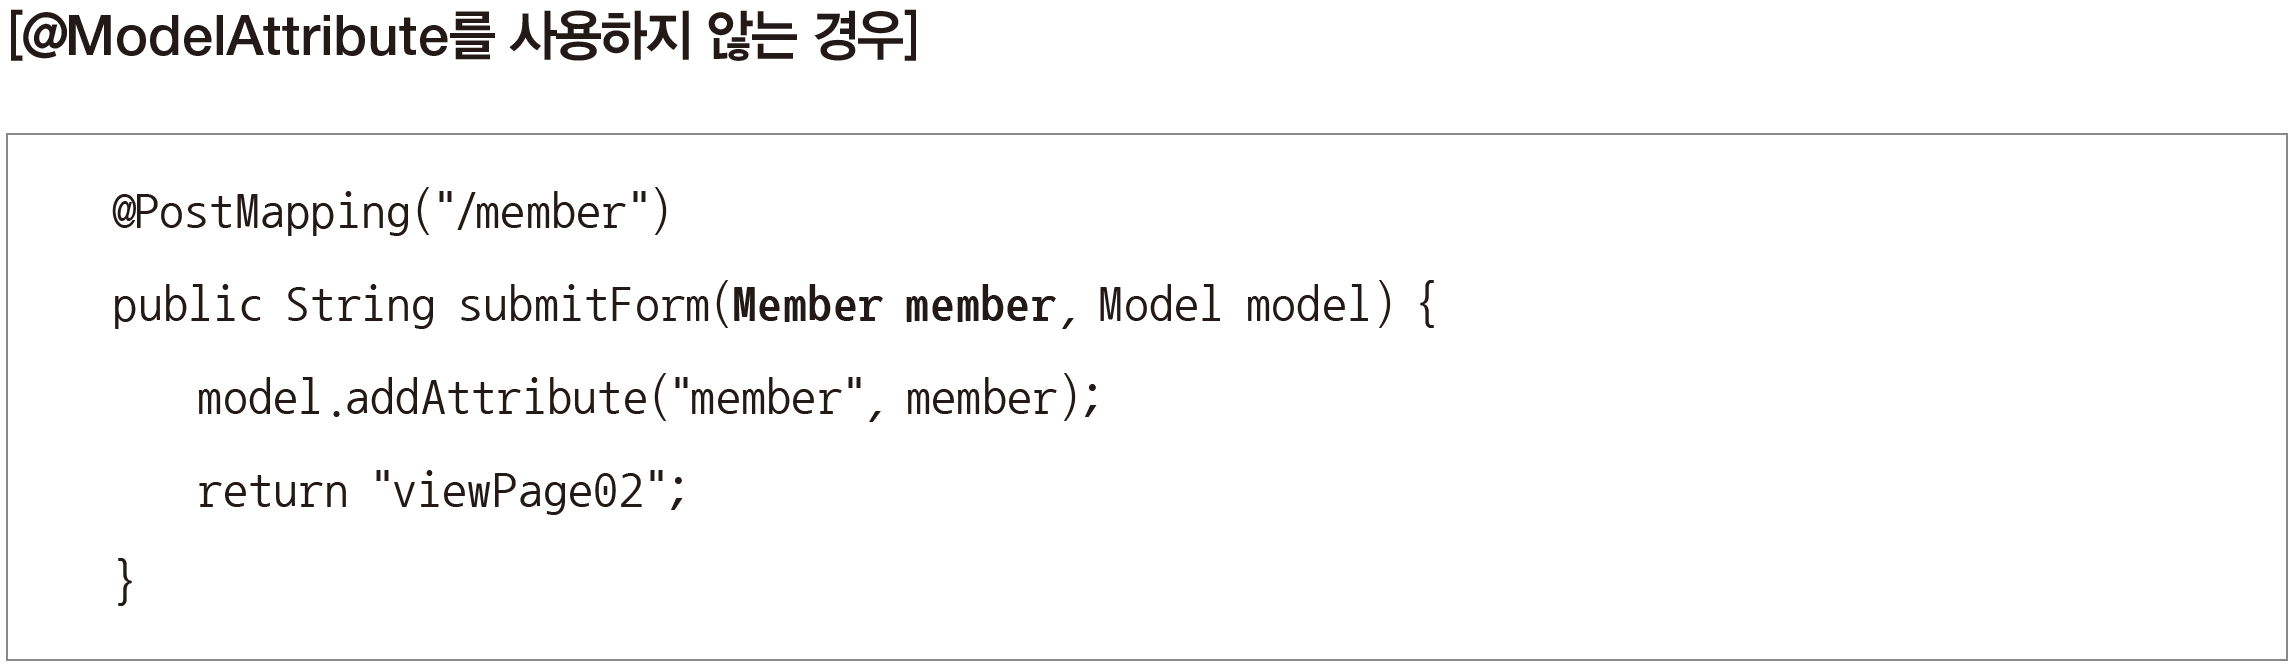 [@ModelAttribute를 사용하지 않는 경우]
@PostMapping("/member")
public String submitForm(Member member, Model model) {
model.addAttribute("member", member);
return "viewPage02";
}